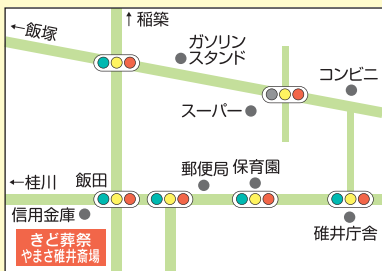 ←飯塚
↑稲築
ガソリン
スタンド
コンビニ
スーパー
←桂川
飯田
郵便局
保育園
信用金庫
碓井庁舎
きど葬祭
やまさ碓井斎場